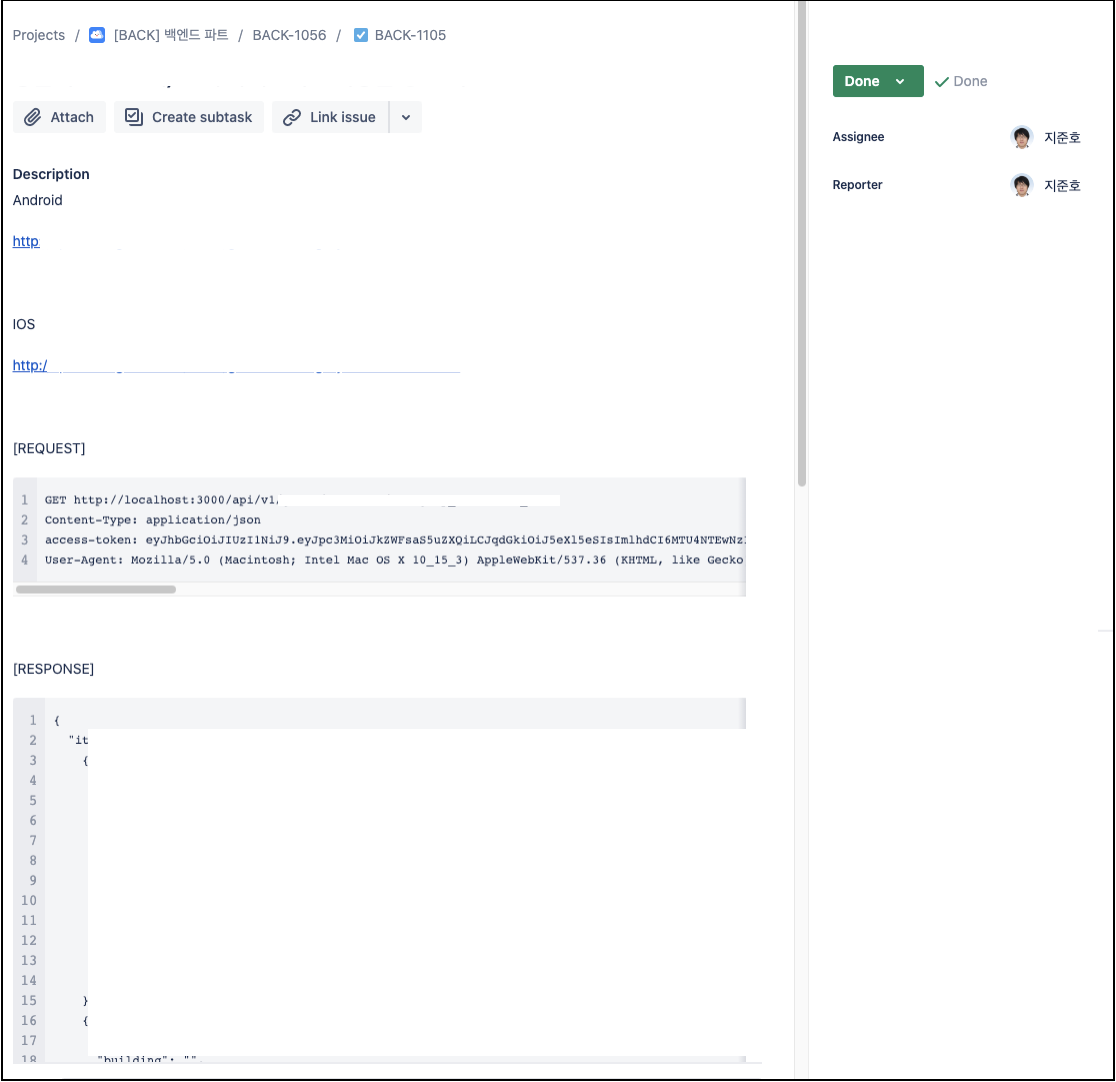 Projects / [BACK] 백엔드 파트 / BACK-1056 / BACK-1105
Attach Create subtask Link issue
Description
Android
http
IOS
http:/
[REQUEST]
1 GET http://localhost:3000/api/v1/
2 Content-Type: application/json
3 access-token: eyJhbGciOiJIUzI1NiJ9.eyJpc3MiOiJkZWFsaS5uZXQiLCJqdGkiOiJ5eXl5eSIsImlhdCI6MTU4NTEwNz
4 User-Agent: Mozilla/5.0 (Macintosh; Intel Mac OS X 10_15_3) AppleWebKit/537.36 (KHTML, like Gecko
[RESPONSE]
1 {
2 "it
3 {
4
5
6
7
8
9
10
11
12
13
14
15 }
16 {
17
18 "building": "",
Done Done
Assignee 지준호
Reporter 지준호